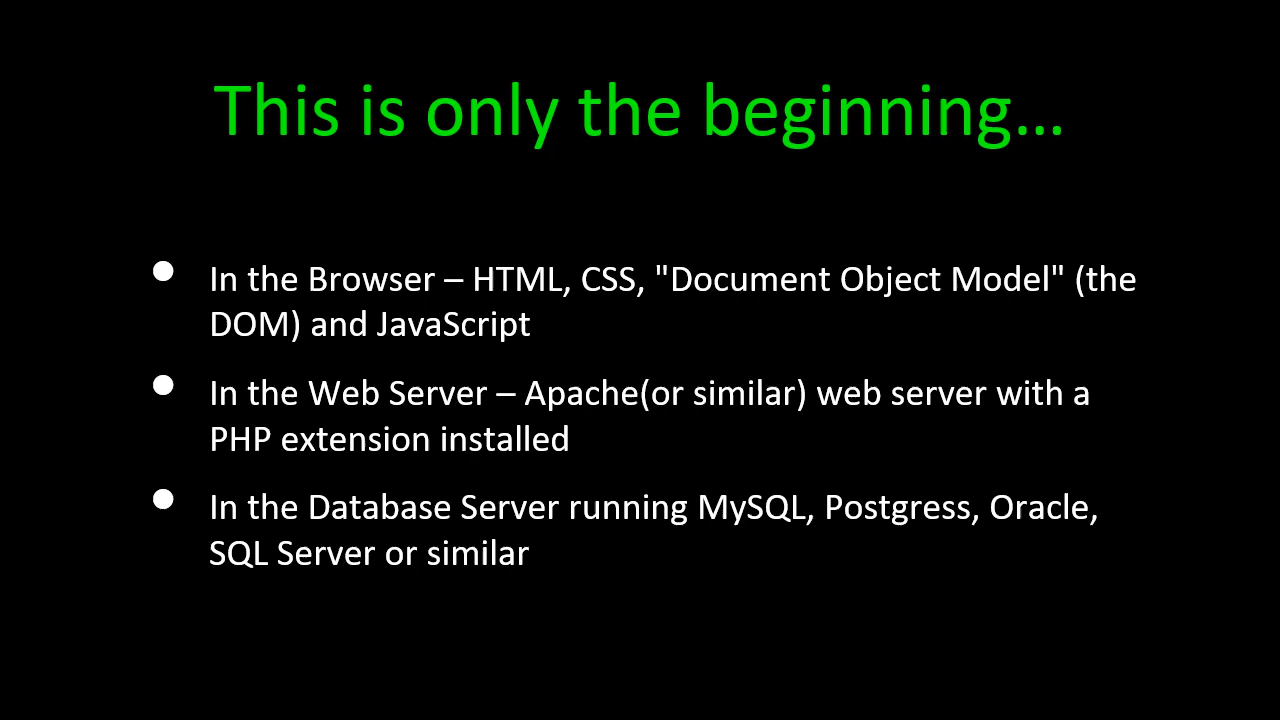 This is only the beginning...
• In the Browser – HTML, CSS, "Document Object Model" (the
DOM) and JavaScript
• In the Web Server – Apache(or similar) web server with a
PHP extension installed
• In the Database Server running MySQL, Postgress, Oracle,
SQL Server or similar